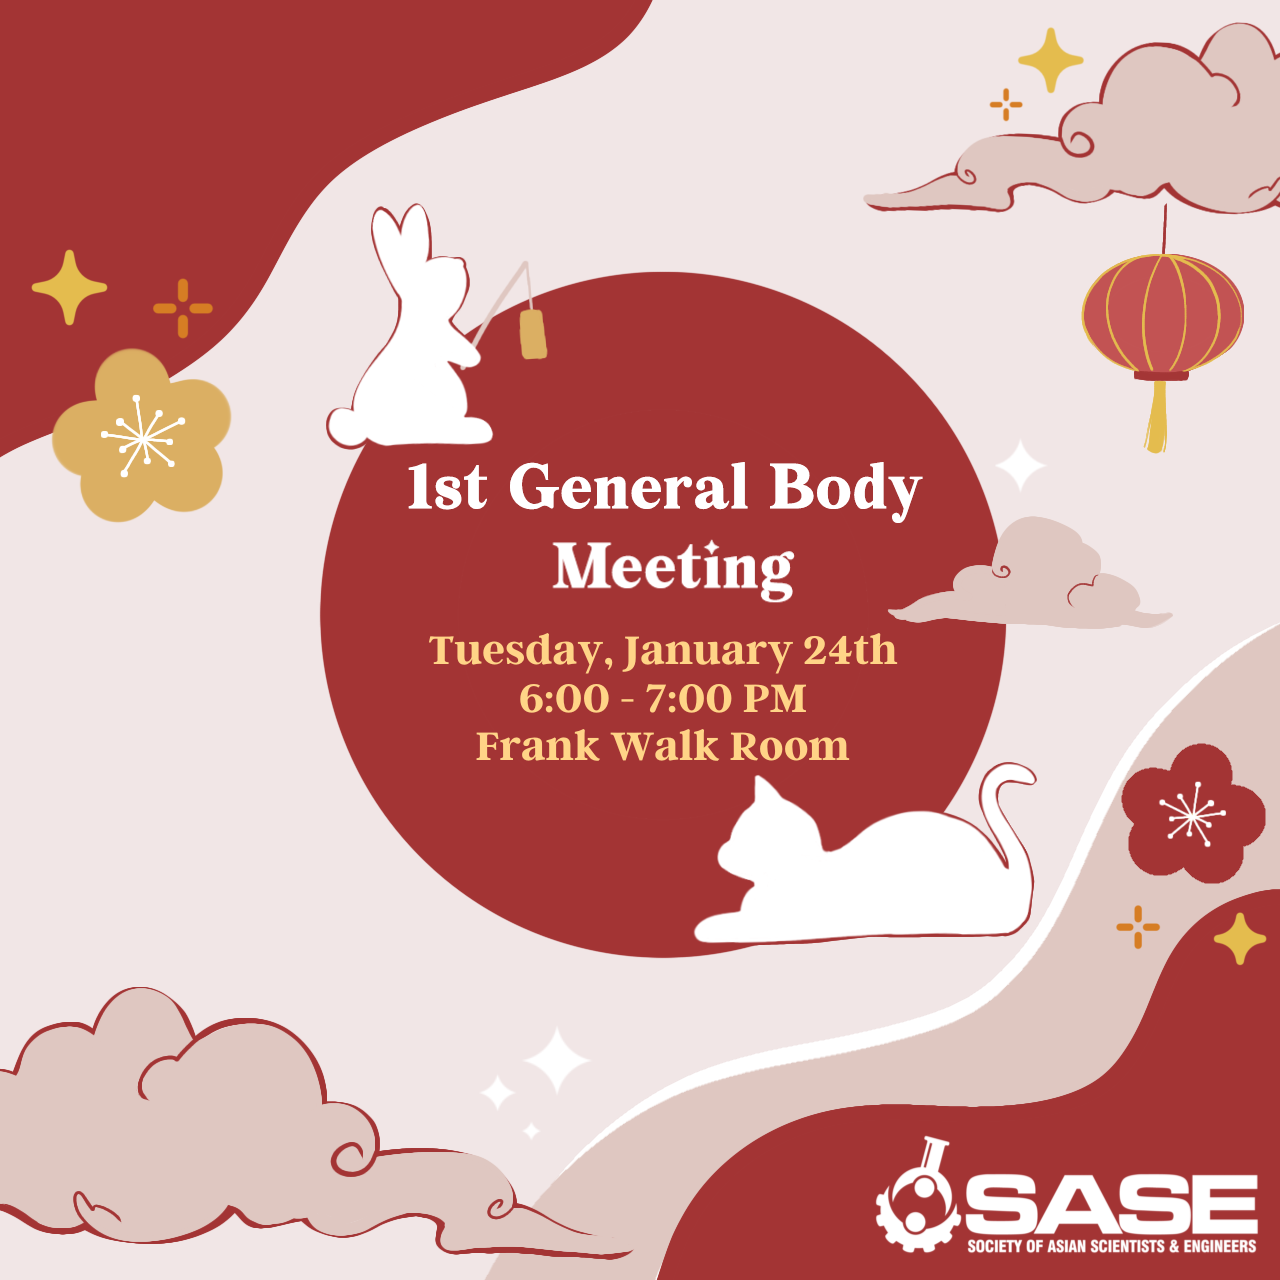 1st General Body
Meeting
Tuesday, January 24th
6:00 - 7:00 PM
Frank Walk Room
SASE
SOCIETY OF ASIAN SCIENTISTS & ENGINEERS